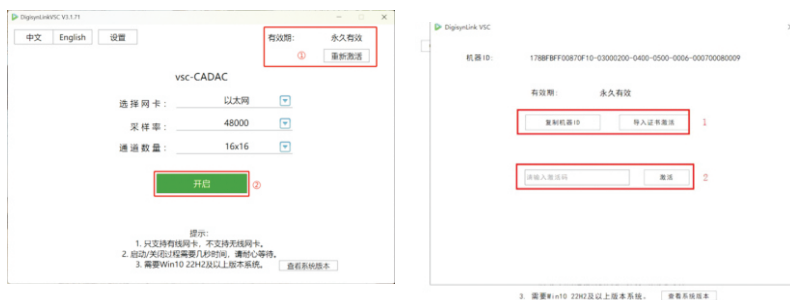 DigisynLinkVSC V3.1.71
中文 English 设置
有效期: 永久有效
① 重新激活
vsc-CADAC
选择网卡: 以太网
采样率: 48000
通道数量: 16x16
开启 ②
提示:
1. 只支持有线网卡，不支持无线网卡。
2. 启动/关闭过程需要几秒时间，请耐心等待。
3. 需要Win10 22H2及以上版本系统。 查看系统版本
DigisynLink VSC
机器ID: 178BFBFF00870F10-03000200-0400-0500-0006-000700080009
有效期: 永久有效
复制机器ID 导入证书激活 1
请输入激活码 激活 2
3. 需要Win10 22H2及以上版本系统。 查看系统版本